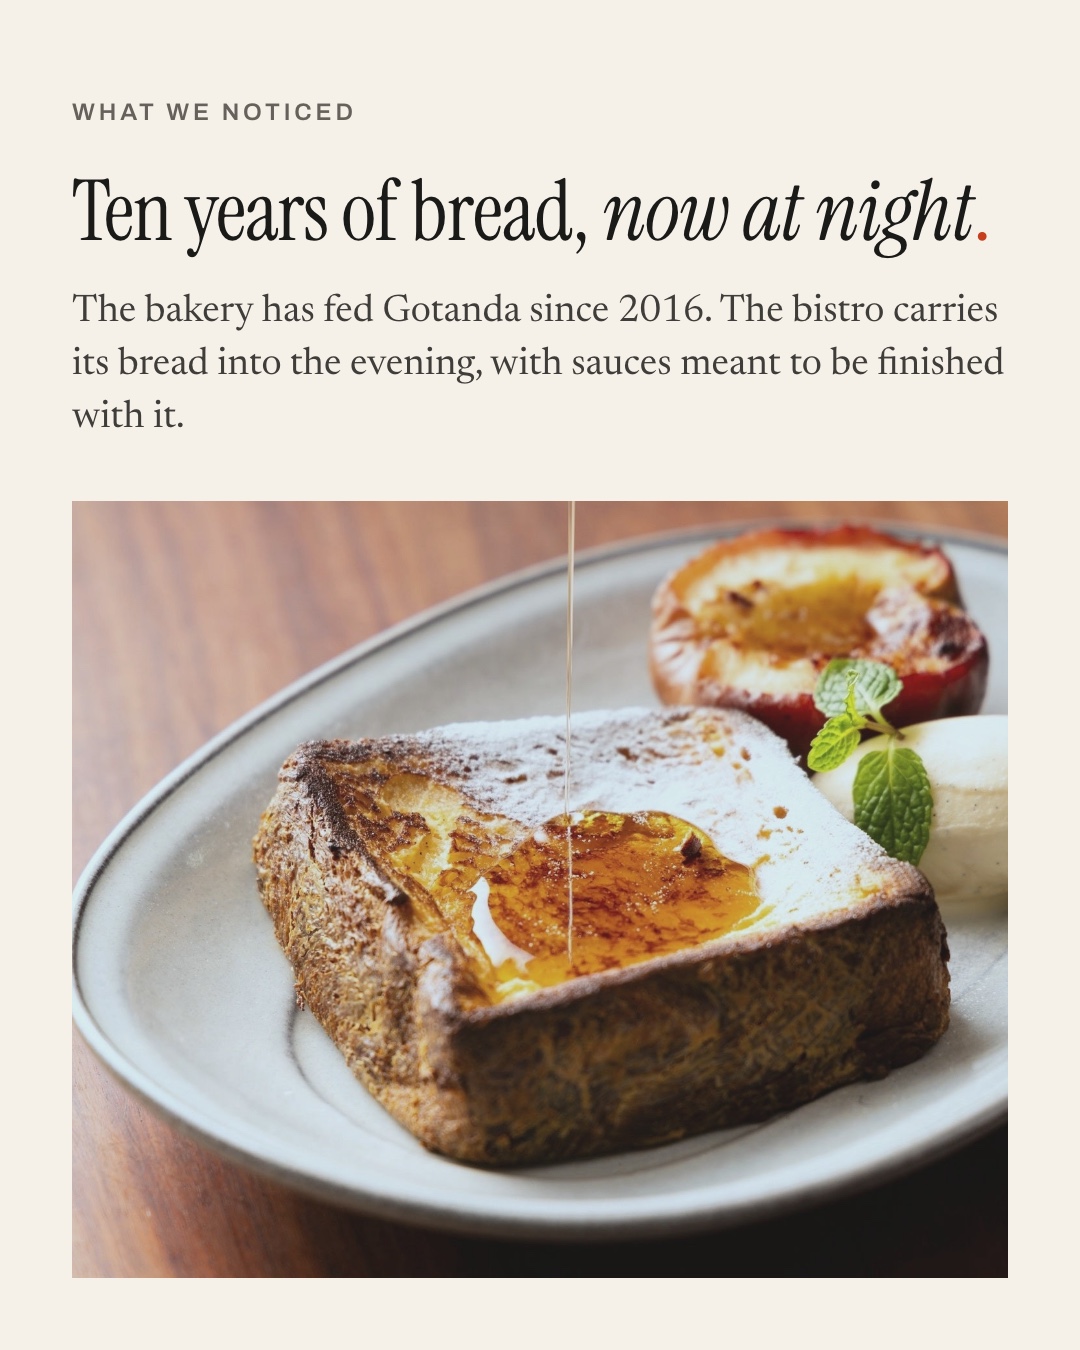 WHAT WE NOTICED
Ten years of bread, now at night.
The bakery has fed Gotanda since 2016. The bistro carries
its bread into the evening, with sauces meant to be finished
with it.